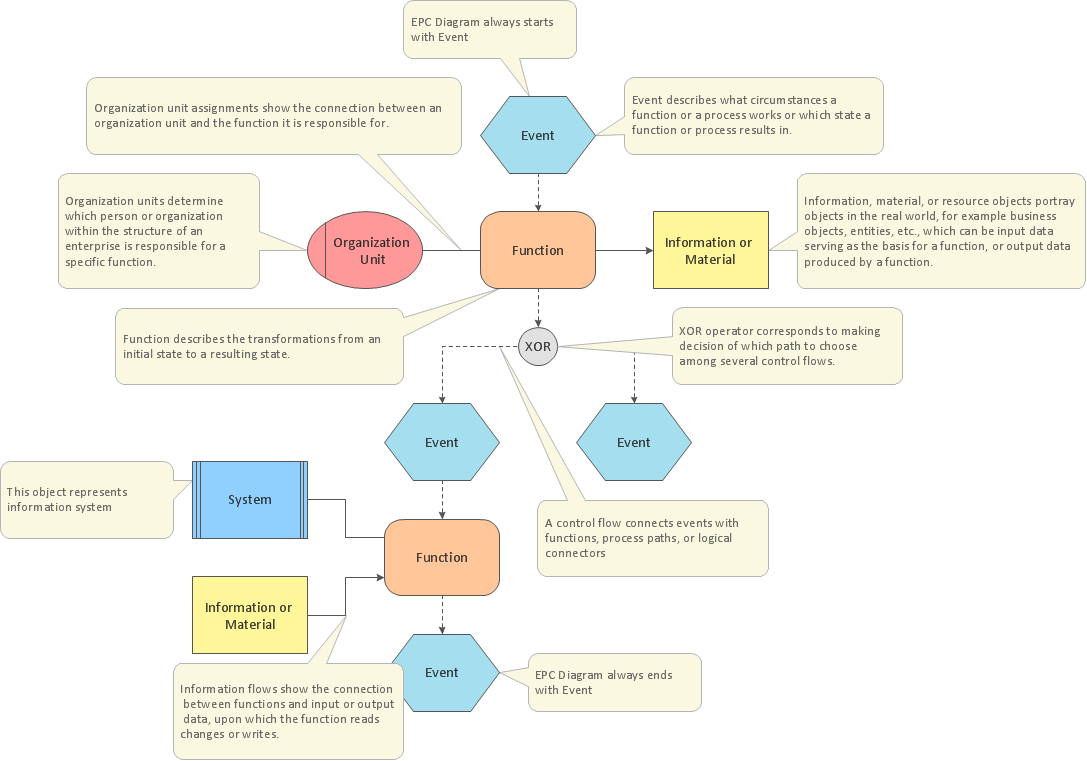 EPC Diagram always starts
with Event
Organization unit assignments show the connection between an
organization unit and the function it is responsible for.
Event
Event describes what circumstances a
function or a process works or which state a
function or process results in.
Organization units determine
which person or organization
within the structure of an
enterprise is responsible for a
specific function.
Organization
Unit
Function
Information or
Material
Information, material, or resource objects portray
objects in the real world, for example business
objects, entities, etc., which can be input data
serving as the basis for a function, or output data
produced by a function.
Function describes the transformations from an
initial state to a resulting state.
XOR
XOR operator corresponds to making
decision of which path to choose
among several control flows.
Event
Event
This object represents
information system
System
A control flow connects events with
functions, process paths, or logical
connectors
Function
Information or
Material
Information flows show the connection
between functions and input or output
data, upon which the function reads
changes or writes.
Event
EPC Diagram always ends
with Event